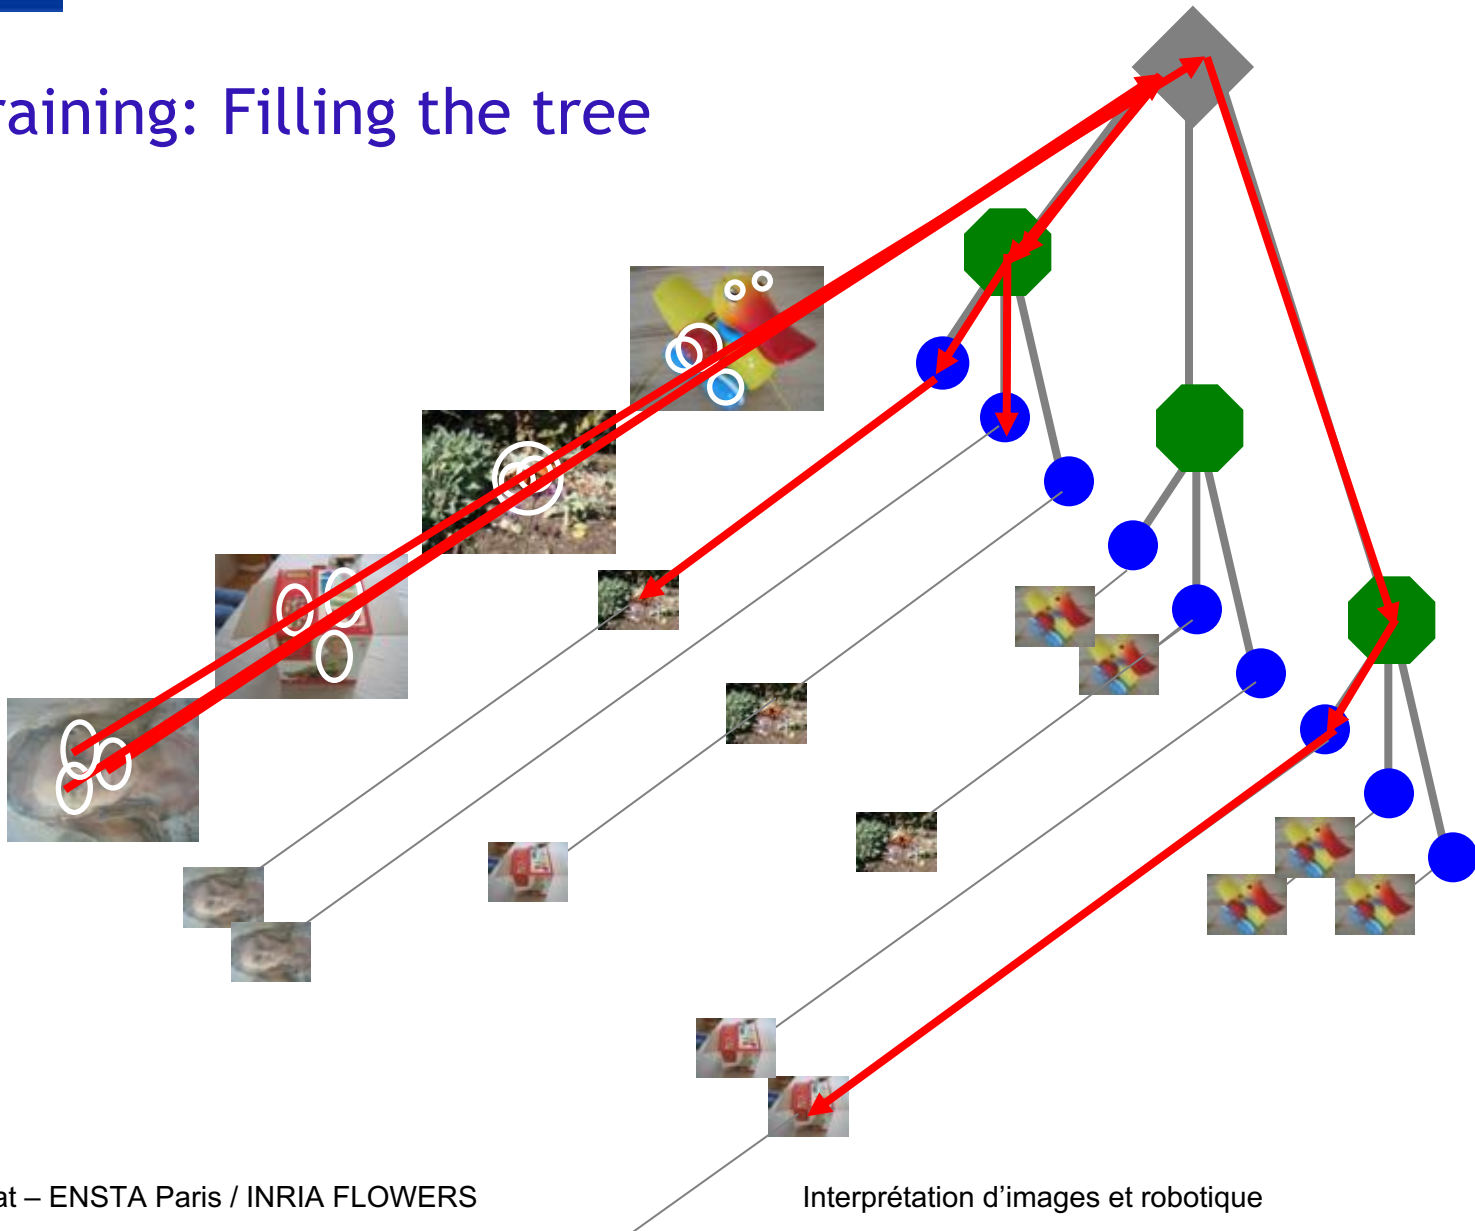 raining: Filling the tree
at – ENSTA Paris / INRIA FLOWERS
Interprétation d’images et robotique